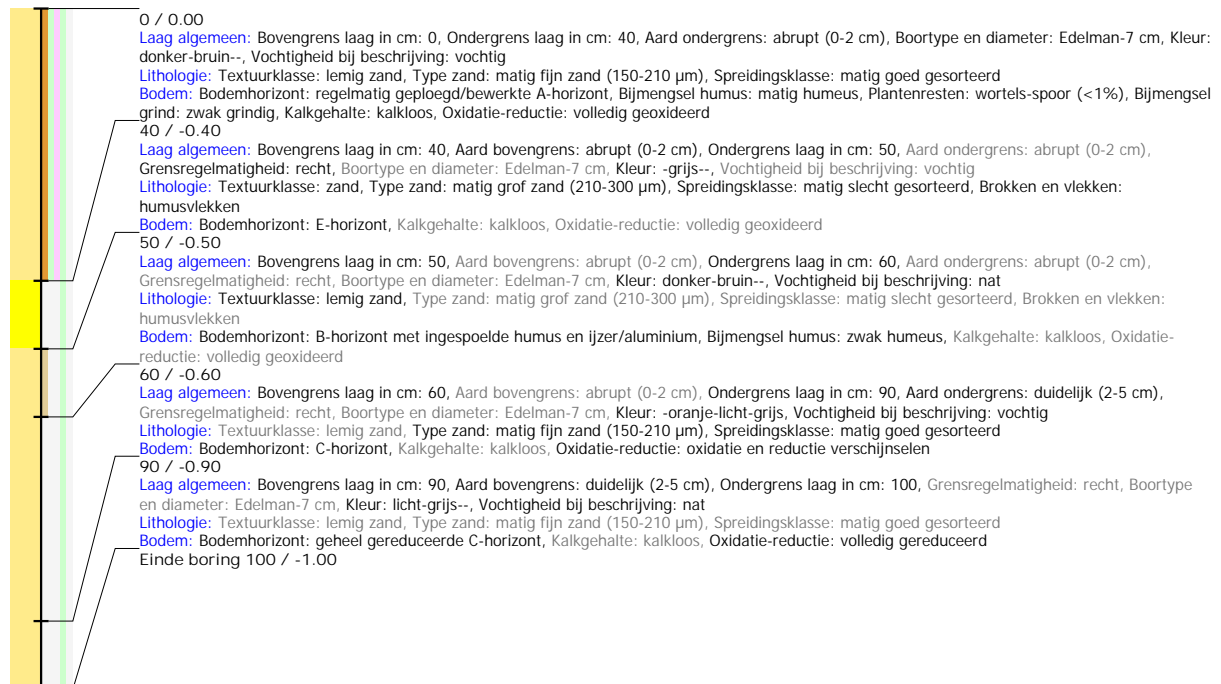 0 / 0.00
Laag algemeen: Bovengrens laag in cm: 0, Ondergrens laag in cm: 40, Aard ondergrens: abrupt (0-2 cm), Boortype en diameter: Edelman-7 cm, Kleur:
donker-bruin--, Vochtigheid bij beschrijving: vochtig
Lithologie: Textuurklasse: lemig zand, Type zand: matig fijn zand (150-210 µm), Spreidingsklasse: matig goed gesorteerd
Bodem: Bodemhorizont: regelmatig geploegd/bewerkte A-horizont, Bijmengsel humus: matig humeus, Plantenresten: wortels-spoor (<1%), Bijmengsel
grind: zwak grindig, Kalkgehalte: kalkloos, Oxidatie-reductie: volledig geoxideerd
40 / -0.40
Laag algemeen: Bovengrens laag in cm: 40, Aard bovengrens: abrupt (0-2 cm), Ondergrens laag in cm: 50, Aard ondergrens: abrupt (0-2 cm),
Grensregelmatigheid: recht, Boortype en diameter: Edelman-7 cm, Kleur: -grijs--, Vochtigheid bij beschrijving: vochtig
Lithologie: Textuurklasse: zand, Type zand: matig grof zand (210-300 µm), Spreidingsklasse: matig slecht gesorteerd, Brokken en vlekken:
humusvlekken
Bodem: Bodemhorizont: E-horizont, Kalkgehalte: kalkloos, Oxidatie-reductie: volledig geoxideerd
50 / -0.50
Laag algemeen: Bovengrens laag in cm: 50, Aard bovengrens: abrupt (0-2 cm), Ondergrens laag in cm: 60, Aard ondergrens: abrupt (0-2 cm),
Grensregelmatigheid: recht, Boortype en diameter: Edelman-7 cm, Kleur: donker-bruin--, Vochtigheid bij beschrijving: nat
Lithologie: Textuurklasse: lemig zand, Type zand: matig grof zand (210-300 µm), Spreidingsklasse: matig slecht gesorteerd, Brokken en vlekken:
humusvlekken
Bodem: Bodemhorizont: B-horizont met ingespoelde humus en ijzer/aluminium, Bijmengsel humus: zwak humeus, Kalkgehalte: kalkloos, Oxidatie-
reductie: volledig geoxideerd
60 / -0.60
Laag algemeen: Bovengrens laag in cm: 60, Aard bovengrens: abrupt (0-2 cm), Ondergrens laag in cm: 90, Aard ondergrens: duidelijk (2-5 cm),
Grensregelmatigheid: recht, Boortype en diameter: Edelman-7 cm, Kleur: -oranje-licht-grijs, Vochtigheid bij beschrijving: vochtig
Lithologie: Textuurklasse: lemig zand, Type zand: matig fijn zand (150-210 µm), Spreidingsklasse: matig goed gesorteerd
Bodem: Bodemhorizont: C-horizont, Kalkgehalte: kalkloos, Oxidatie-reductie: oxidatie en reductie verschijnselen
90 / -0.90
Laag algemeen: Bovengrens laag in cm: 90, Aard bovengrens: duidelijk (2-5 cm), Ondergrens laag in cm: 100, Grensregelmatigheid: recht, Boortype
en diameter: Edelman-7 cm, Kleur: licht-grijs--, Vochtigheid bij beschrijving: nat
Lithologie: Textuurklasse: lemig zand, Type zand: matig fijn zand (150-210 µm), Spreidingsklasse: matig goed gesorteerd
Bodem: Bodemhorizont: geheel gereduceerde C-horizont, Kalkgehalte: kalkloos, Oxidatie-reductie: volledig gereduceerd
Einde boring 100 / -1.00